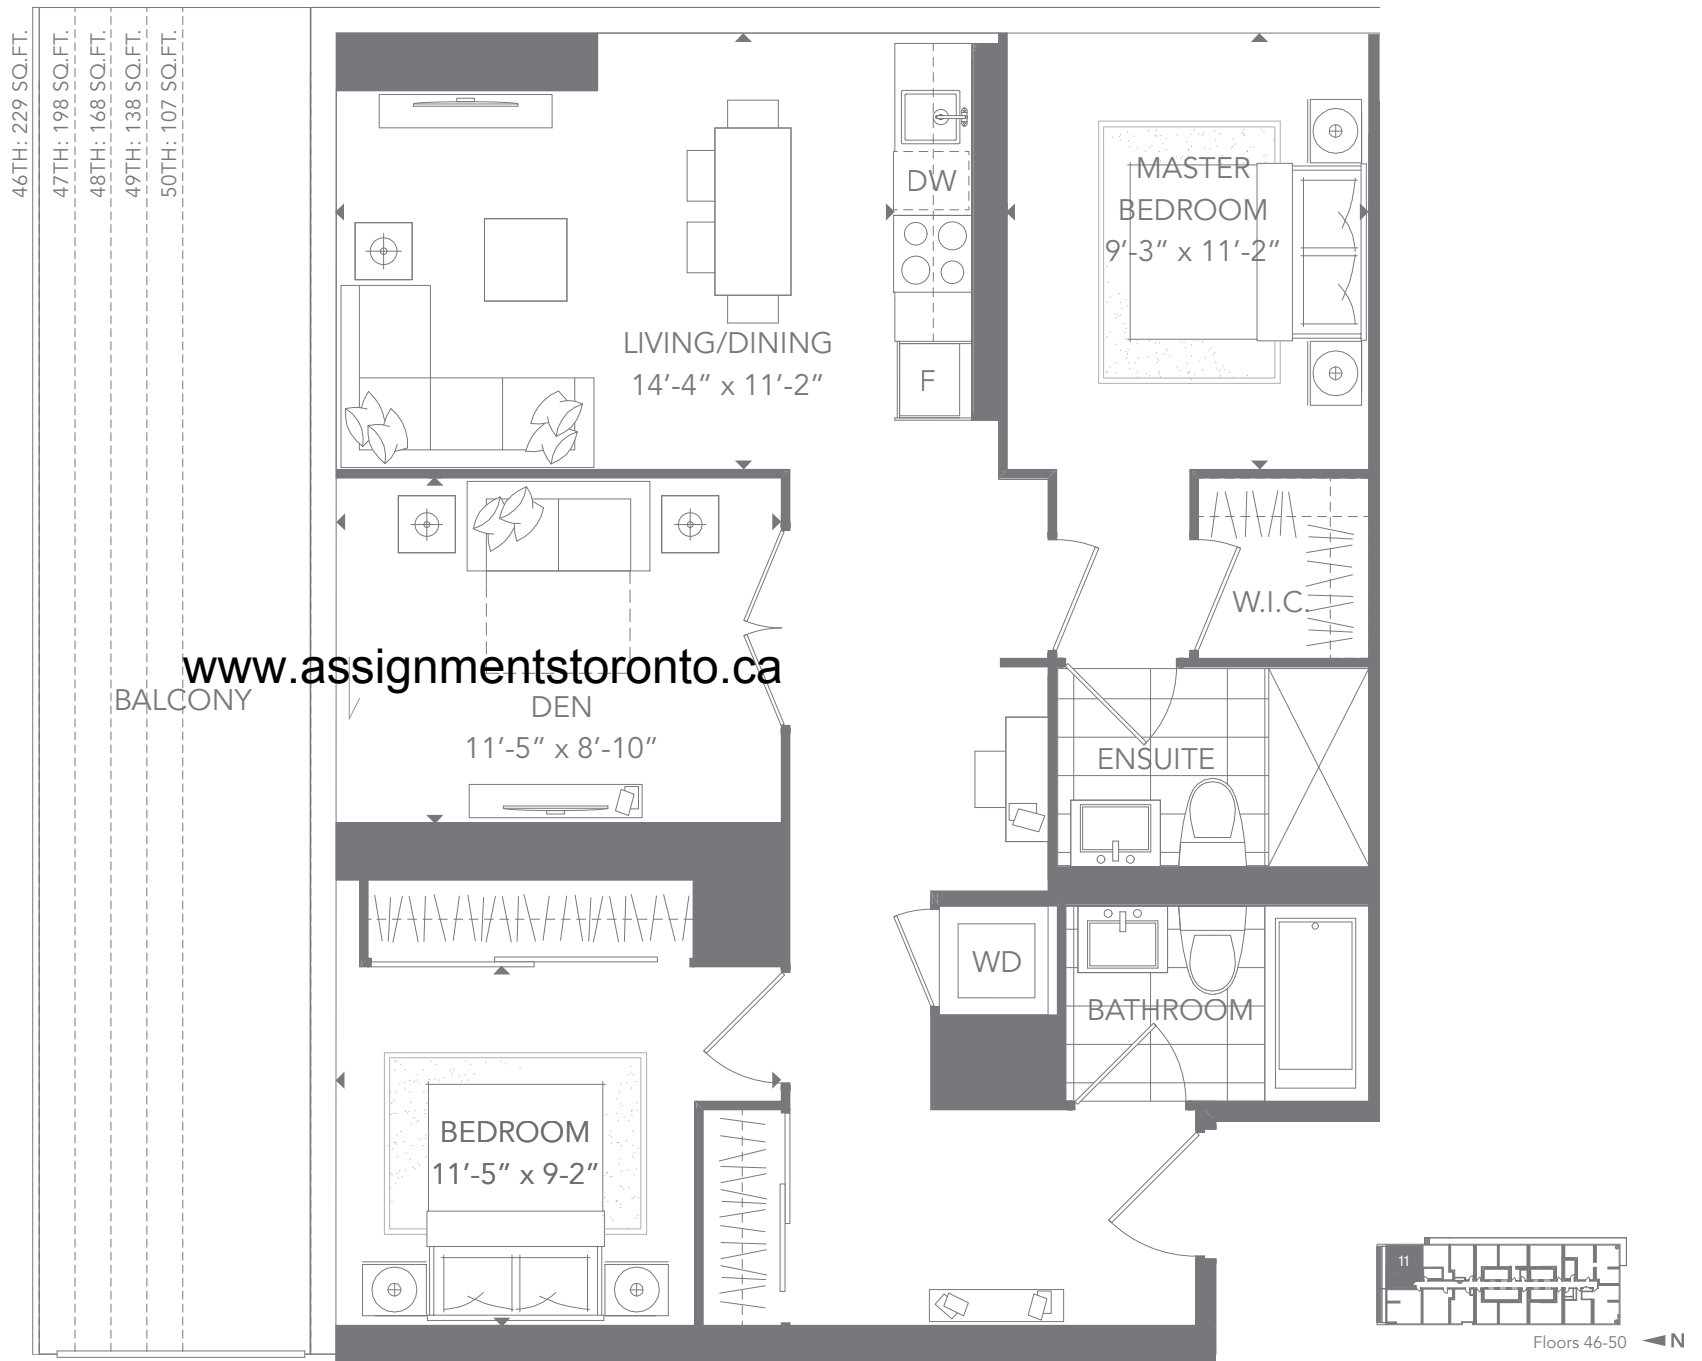 46TH: 229 SQ.FT.
47TH: 198 SQ.FT.
48TH: 168 SQ.FT.
49TH: 138 SQ.FT.
50TH: 107 SQ.FT.
DW
MASTER
BEDROOM
9'-3" x 11'-2"
LIVING/DINING
14'-4" x 11'-2"
F
W.I.C.
www.assignmentstoronto.ca
BALCONY
DEN
11'-5" x 8'-10"
ENSUITE
WD
BATHROOM
BEDROOM
11'-5" x 9-2"
11
Floors 46-50
N